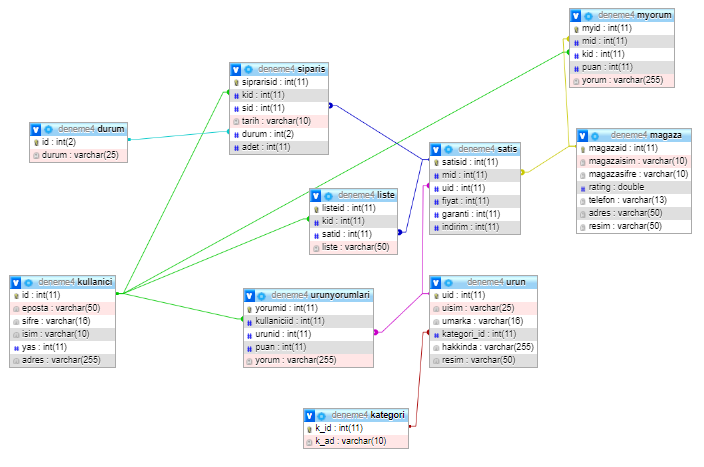 deneme4 myorum
myid : int(11)
mid : int(11)
kid : int(11)
puan : int(11)
yorum : varchar(255)
deneme4 siparis
siprarisid : int(11)
kid : int(11)
sid : int(11)
tarih : varchar(10)
durum : int(2)
adet : int(11)
deneme4 durum
id : int(2)
durum : varchar(25)
deneme4 satis
satisid : int(11)
mid : int(11)
uid : int(11)
fiyat : int(11)
garanti : int(11)
indirim : int(11)
deneme4 magaza
magazaid : int(11)
magazaisim : varchar(10)
magazasifre : varchar(10)
rating : double
telefon : varchar(13)
adres : varchar(50)
resim : varchar(50)
deneme4 liste
listeid : int(11)
kid : int(11)
satid : int(11)
liste : varchar(50)
deneme4 kullanici
id : int(11)
eposta : varchar(50)
sifre : varchar(16)
isim : varchar(10)
yas : int(11)
adres : varchar(255)
deneme4 urunyorumlari
yorumid : int(11)
kullaniciid : int(11)
urunid : int(11)
puan : int(11)
yorum : varchar(255)
deneme4 urun
uid : int(11)
uisim : varchar(25)
umarka : varchar(16)
kategori_id : int(11)
hakkinda : varchar(255)
resim : varchar(50)
deneme4 kategori
k_id : int(11)
k_ad : varchar(10)